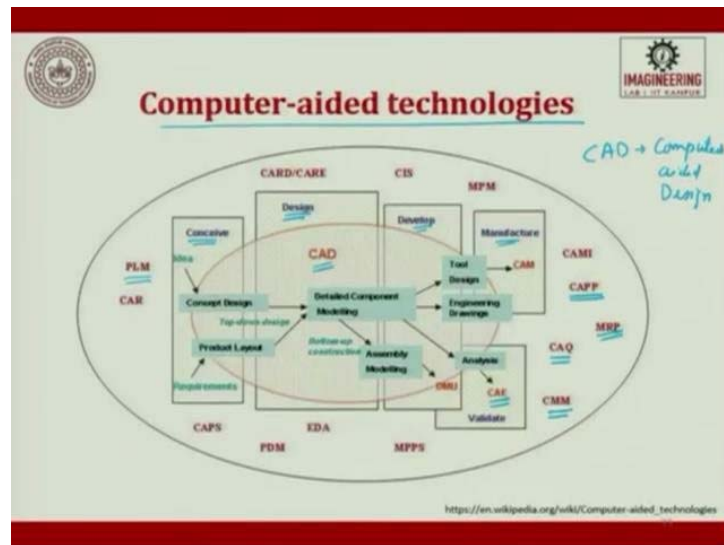 IMAGINEERING
LAB | IIT KANPUR
Computer-aided technologies
CAD → Computer
aided
Design
CARD/CARE
CIS
MPM
Conceive
Design
Develop
Manufacture
Idea
CAD
Tool
Design
CAM
CAMI
PLM
CAR
Concept Design
Detailed Component
Modelling
Engineering
Drawings
CAPP
MRP
Top-down design
Product Layout
Bottom-up
construction
Assembly
Modelling
Analysis
CAQ
Requirements
DMU
CAE
CMM
Validate
CAPS
EDA
PDM
MPPS
https://en.wikipedia.org/wiki/Computer-aided_technologies